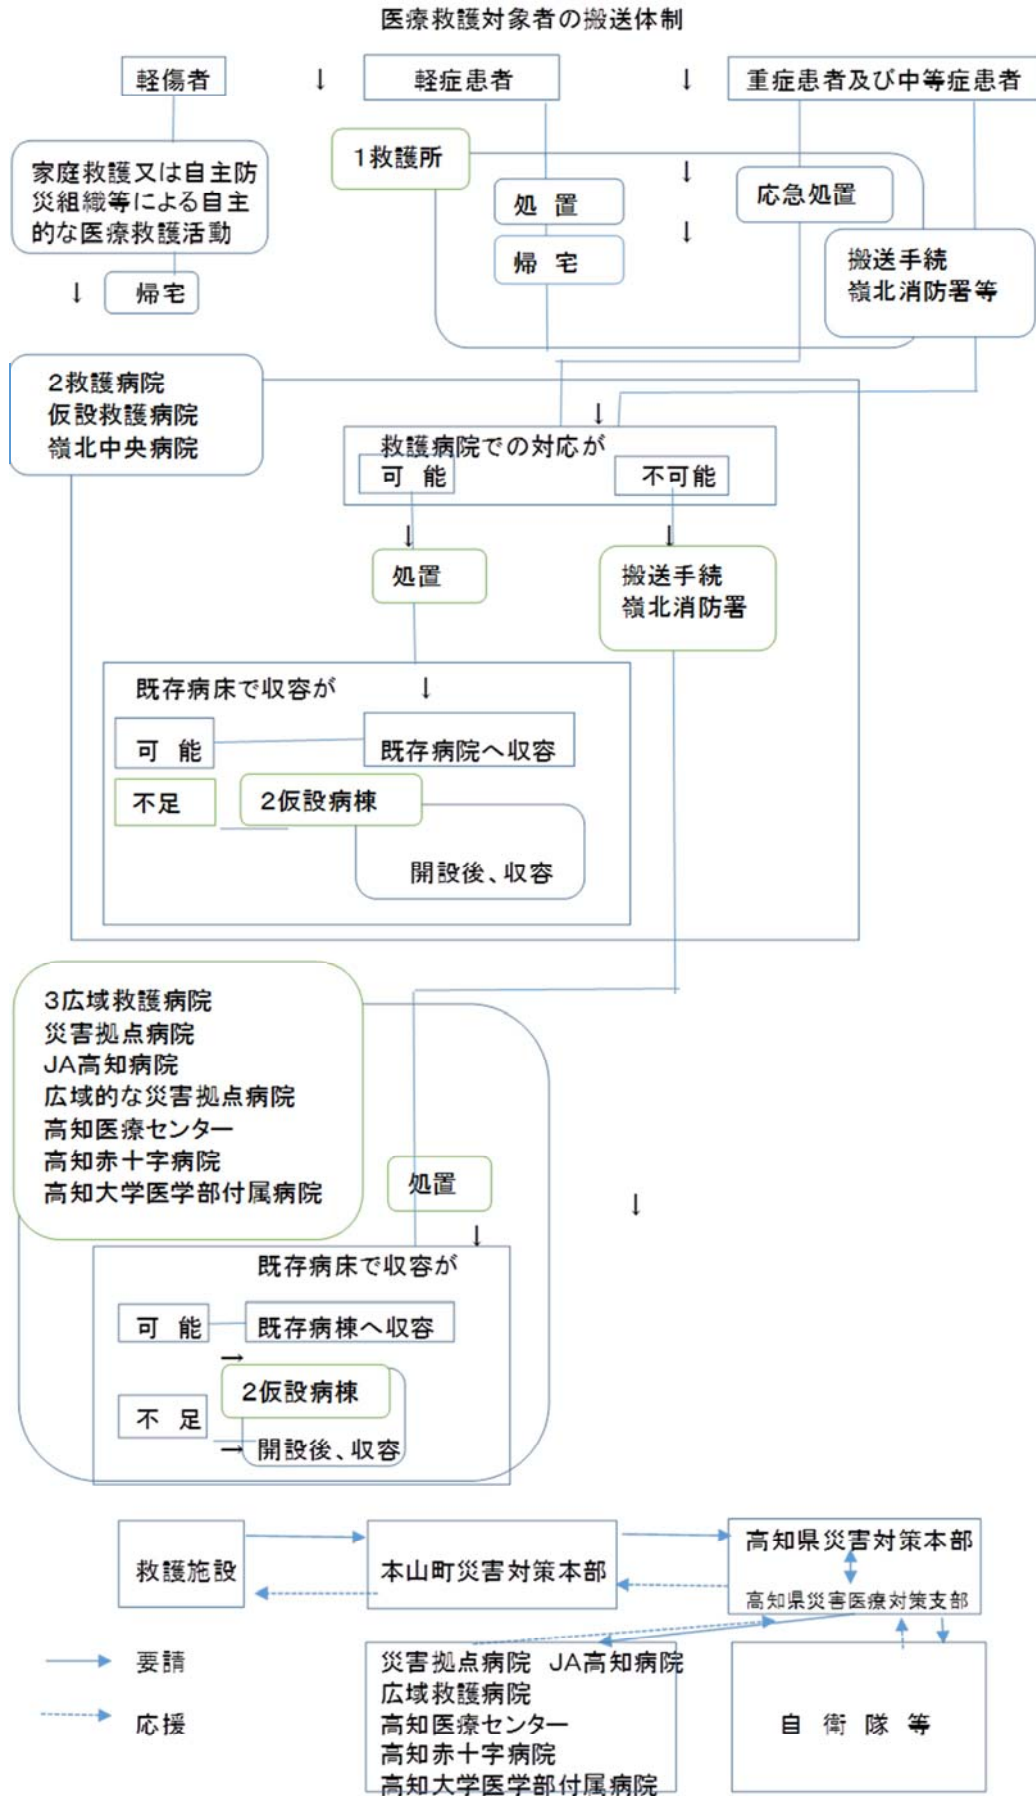 医療救護対象者の搬送体制
軽傷者
↓
軽症患者
↓
重症患者及び中等症患者
家庭救護又は自主防
災組織等による自主
的な医療救護活動
↓
帰宅
1救護所
処 置
帰 宅
↓
↓
応急処置
搬送手続
嶺北消防署等
2救護病院
仮設救護病院
嶺北中央病院
↓
救護病院での対応が
可 能
不可能
↓
↓
処置
搬送手続
嶺北消防署
既存病床で収容が
↓
可 能
既存病院へ収容
不足
2仮設病棟
開設後、収容
3広域救護病院
災害拠点病院
JA高知病院
広域的な災害拠点病院
高知医療センター
高知赤十字病院
高知大学医学部付属病院
処置
↓
↓
既存病床で収容が
可 能
既存病棟へ収容
→
2仮設病棟
不 足
→
開設後、収容
救護施設
本山町災害対策本部
高知県災害対策本部
高知県災害医療対策支部
要請
応援
災害拠点病院 JA高知病院
広域救護病院
高知医療センター
高知赤十字病院
高知大学医学部付属病院
自 衛 隊 等